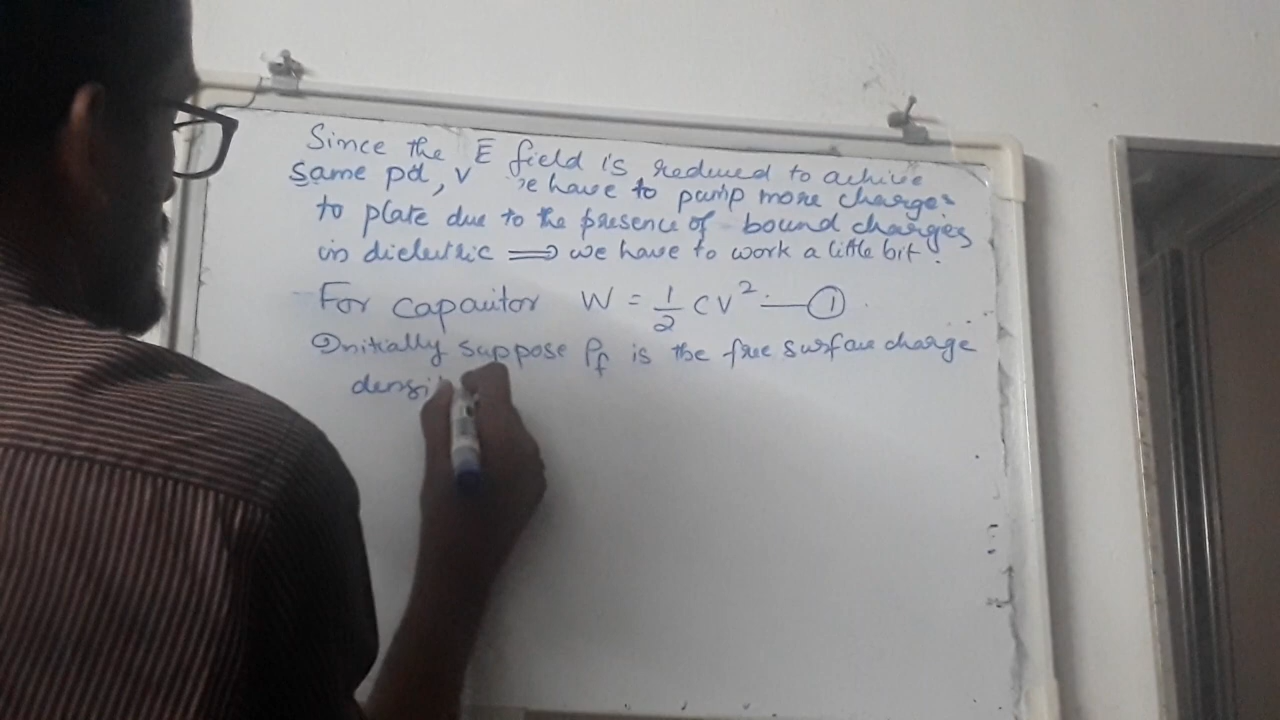 Since the Ē field is reduced to achive
same pd, V we have to pump more charges
to plate due to the presence of bound charges
in dielectric ⟹ we have to work a little bit.
For capacitor W = 1/2 CV² — ①
Initially suppose ρf is the free surface charge
densi